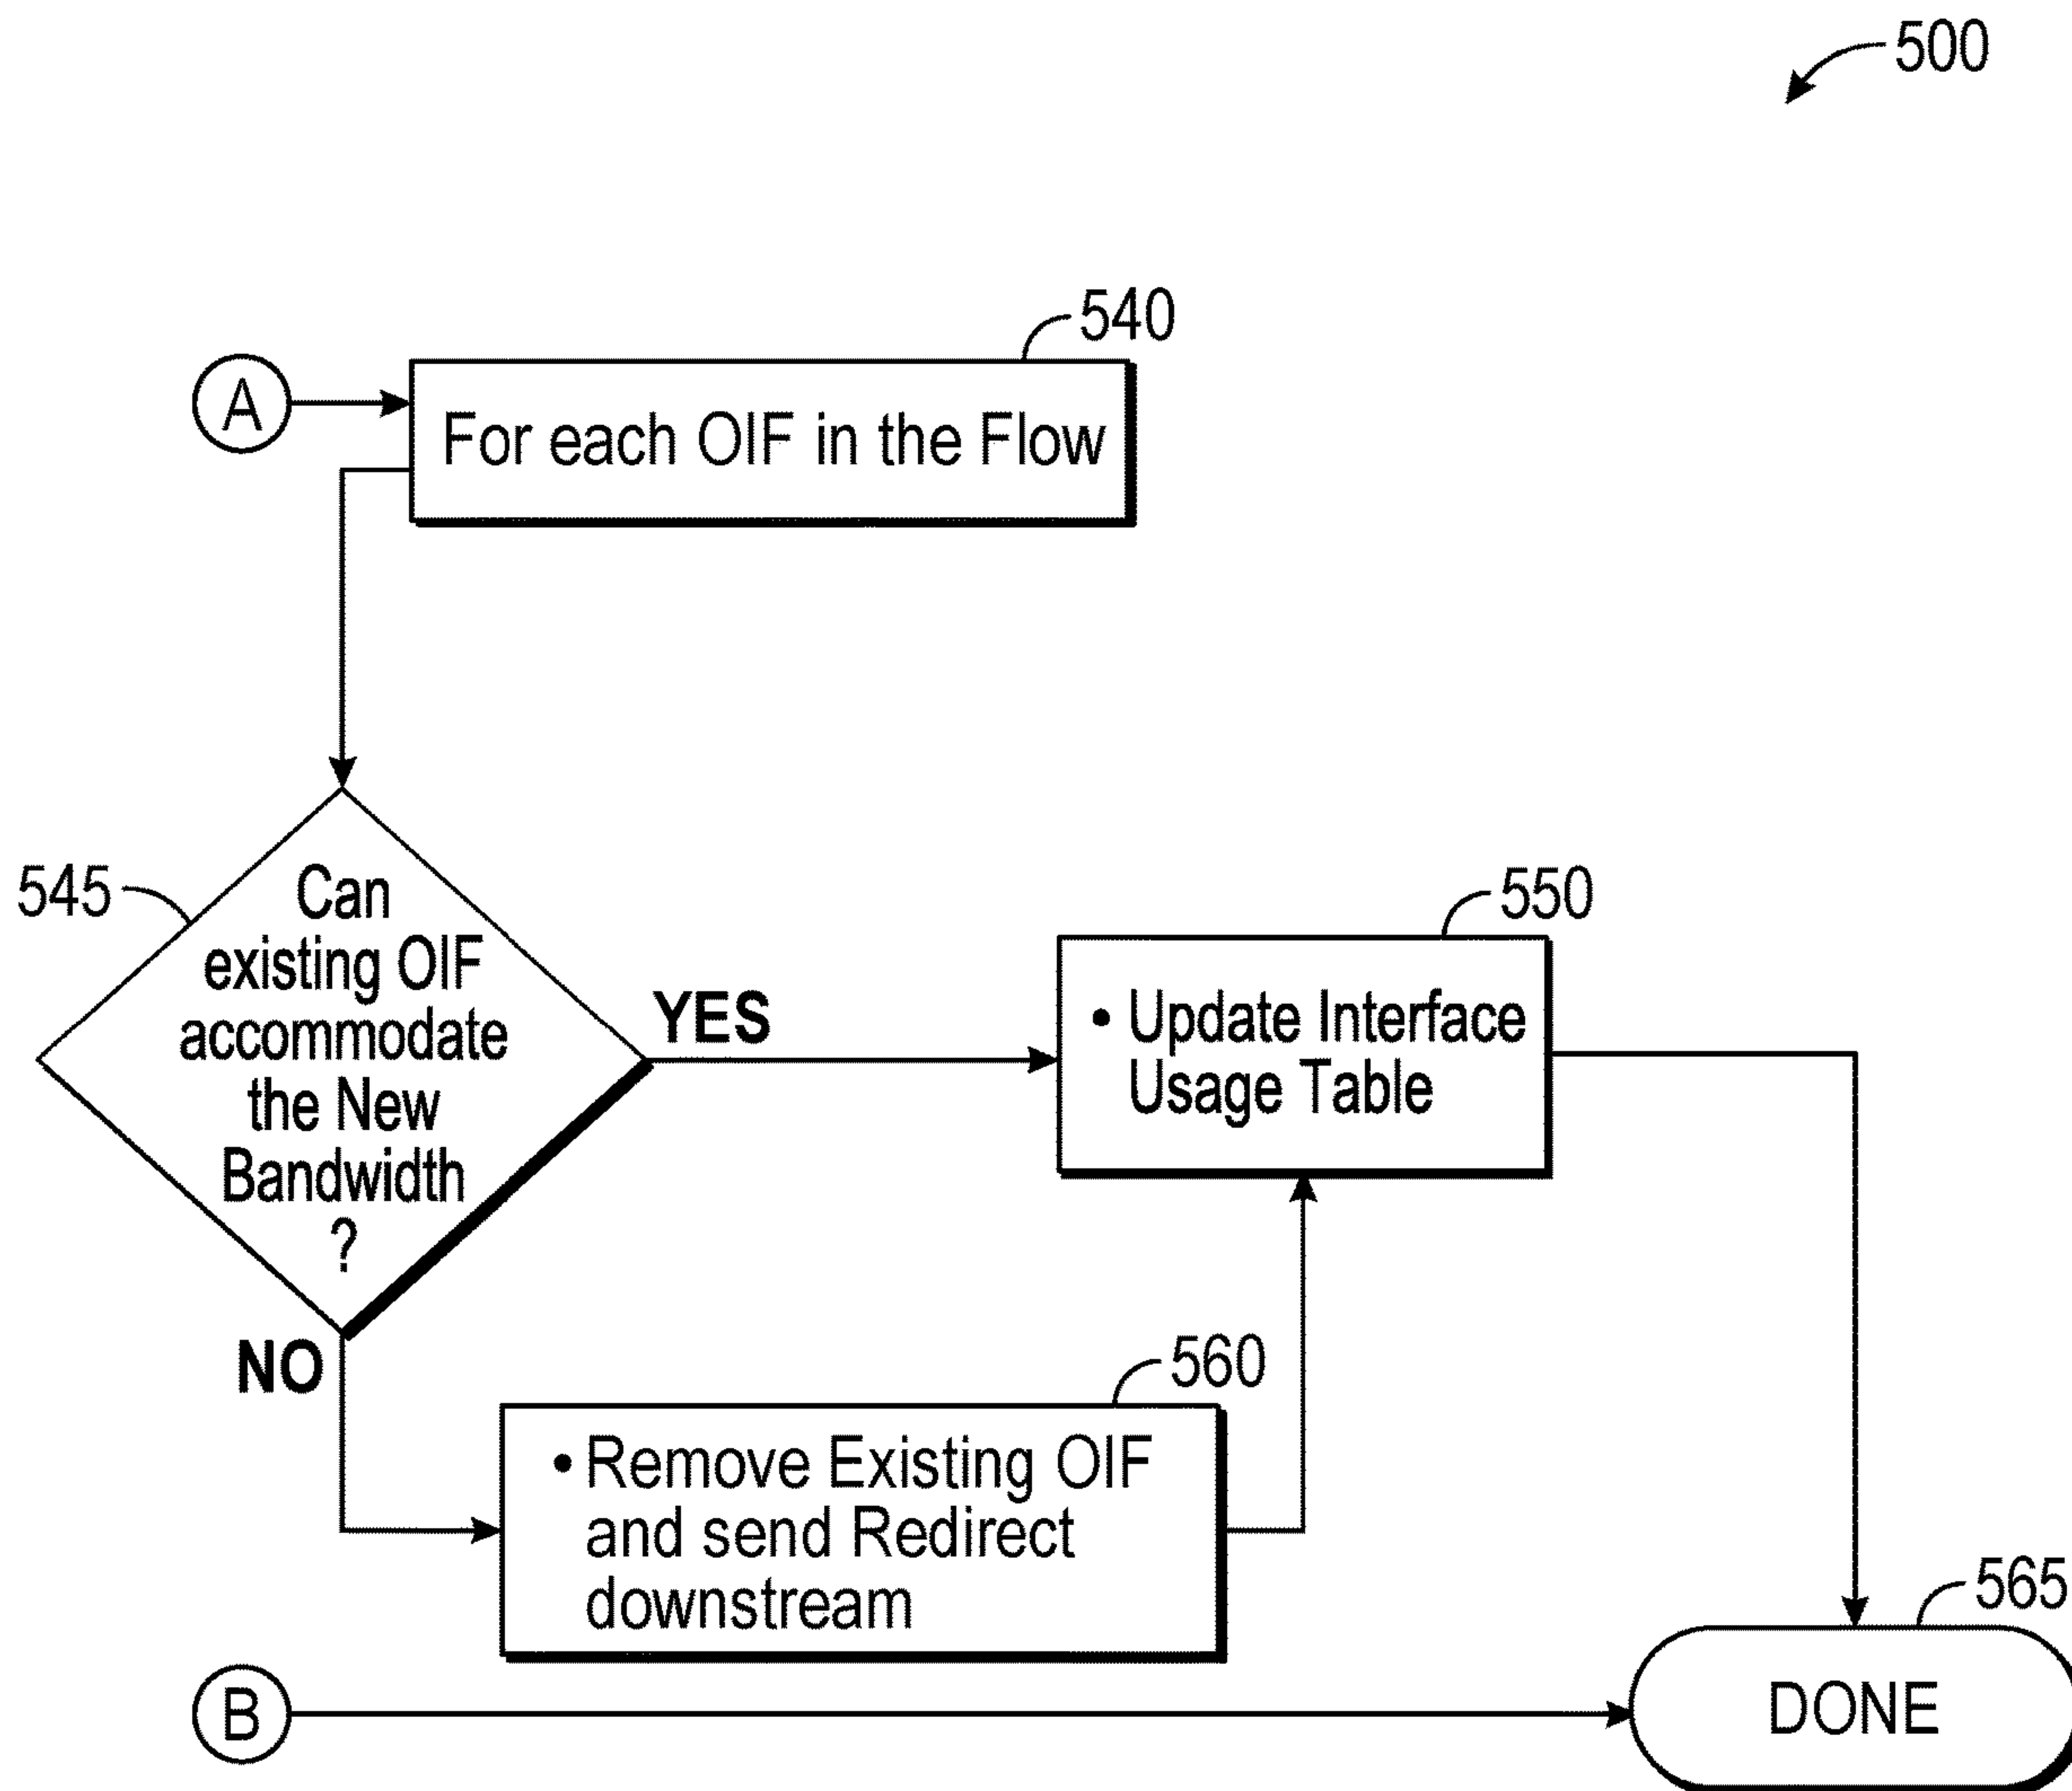 500
540
A
For each OIF in the Flow
545
Can
existing OIF
accommodate
the New
Bandwidth
?
YES
NO
550
• Update Interface
Usage Table
560
• Remove Existing OIF
and send Redirect
downstream
565
B
DONE